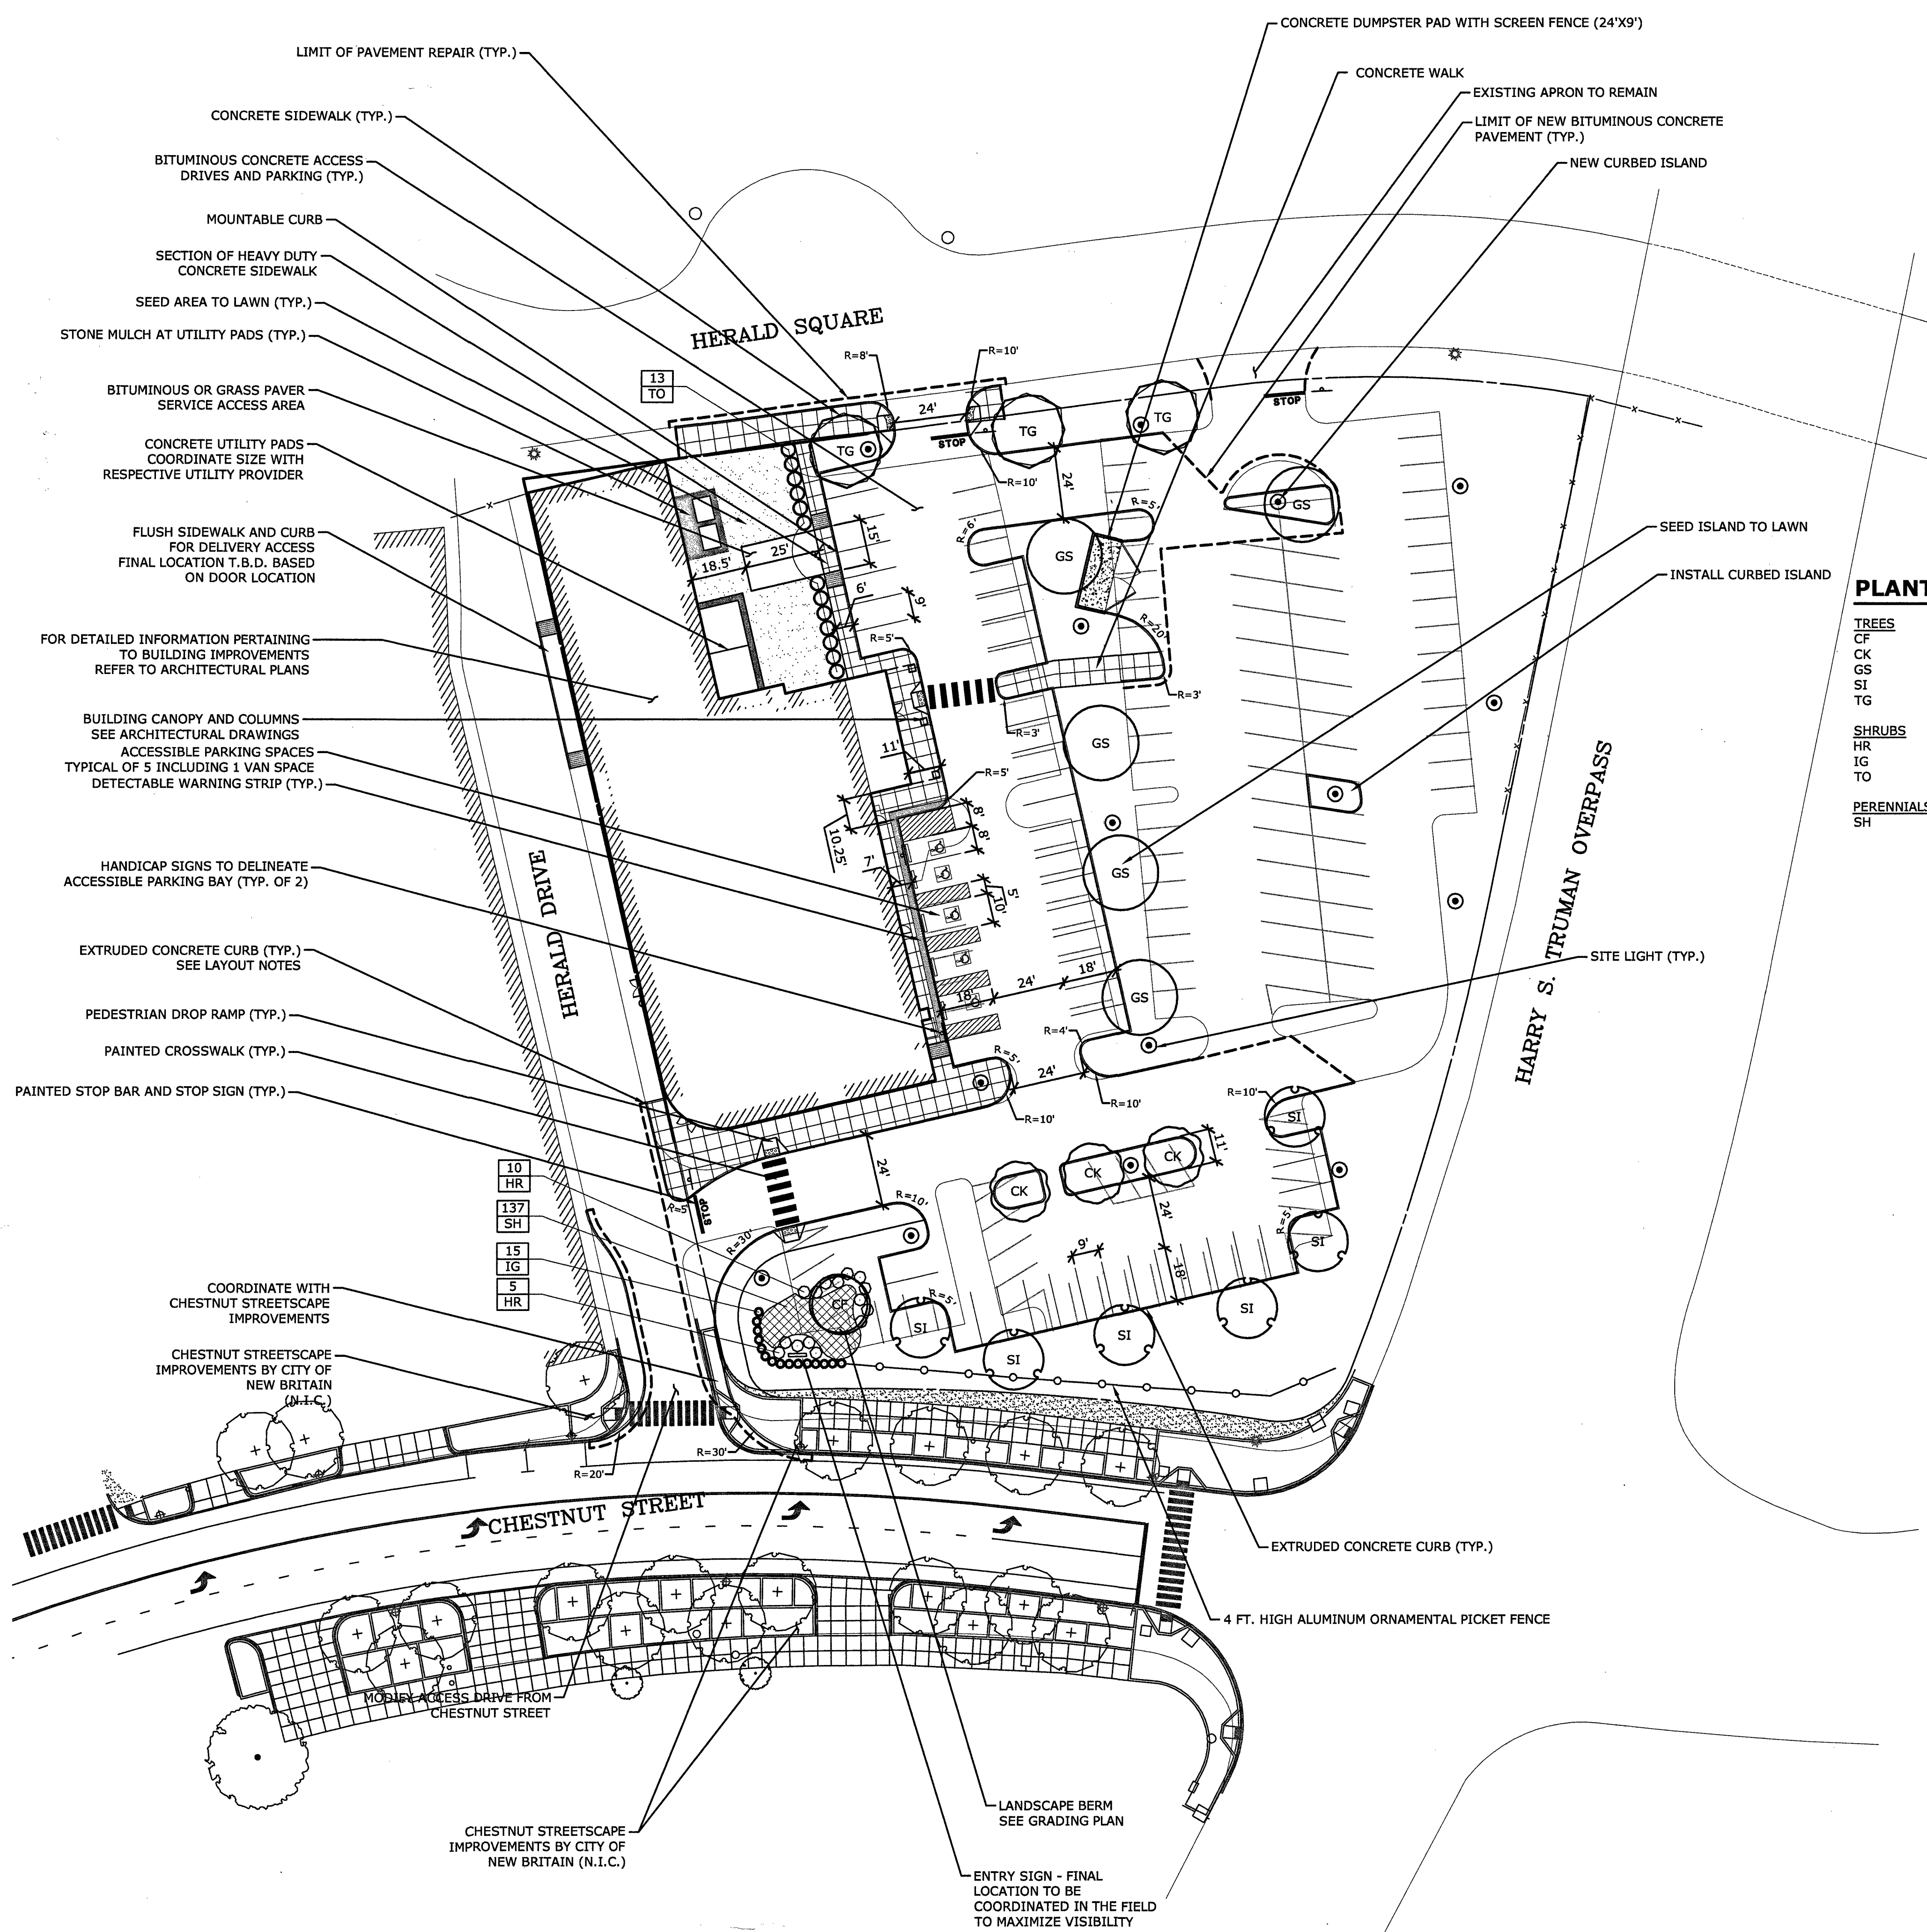 CONCRETE DUMPSTER PAD WITH SCREEN FENCE (24'X9')
LIMIT OF PAVEMENT REPAIR (TYP.)
CONCRETE WALK
EXISTING APRON TO REMAIN
CONCRETE SIDEWALK (TYP.)
LIMIT OF NEW BITUMINOUS CONCRETE
PAVEMENT (TYP.)
BITUMINOUS CONCRETE ACCESS
DRIVES AND PARKING (TYP.)
NEW CURBED ISLAND
MOUNTABLE CURB
SECTION OF HEAVY DUTY
CONCRETE SIDEWALK
SEED AREA TO LAWN (TYP.)
STONE MULCH AT UTILITY PADS (TYP.)
HERALD SQUARE
R=8'
R=10'
13
TO
BITUMINOUS OR GRASS PAVER
SERVICE ACCESS AREA
24'
STOP
STOP
TG
TG
TG
CONCRETE UTILITY PADS
COORDINATE SIZE WITH
RESPECTIVE UTILITY PROVIDER
R=10'
24'
R=5'
GS
R=6'
GS
FLUSH SIDEWALK AND CURB
FOR DELIVERY ACCESS
FINAL LOCATION T.B.D. BASED
ON DOOR LOCATION
SEED ISLAND TO LAWN
15'
25'
18.5'
INSTALL CURBED ISLAND
6'
9'
PLANT
TREES
CF
CK
GS
SI
TG
SHRUBS
HR
IG
TO
PERENNIALS
SH
FOR DETAILED INFORMATION PERTAINING
TO BUILDING IMPROVEMENTS
REFER TO ARCHITECTURAL PLANS
R=5'
R=20'
R=3'
R=3'
BUILDING CANOPY AND COLUMNS
SEE ARCHITECTURAL DRAWINGS
ACCESSIBLE PARKING SPACES
TYPICAL OF 5 INCLUDING 1 VAN SPACE
DETECTABLE WARNING STRIP (TYP.)
11'
GS
R=5'
8'
8'
10.25'
7'
HANDICAP SIGNS TO DELINEATE
ACCESSIBLE PARKING BAY (TYP. OF 2)
GS
5'
10'
HERALD DRIVE
HARRY S. TRUMAN OVERPASS
EXTRUDED CONCRETE CURB (TYP.)
SEE LAYOUT NOTES
SITE LIGHT (TYP.)
18'
24'
18'
GS
PEDESTRIAN DROP RAMP (TYP.)
R=4'
PAINTED CROSSWALK (TYP.)
R=5'
24'
PAINTED STOP BAR AND STOP SIGN (TYP.)
R=10'
R=10'
R=10'
SI
11'
CK
CK
CK
24'
10
HR
137
SH
15
IG
5
HR
R=5'
STOP
R=10'
R=30'
24'
9'
18'
R=5'
SI
CF
R=5'
SI
SI
SI
SI
COORDINATE WITH
CHESTNUT STREETSCAPE
IMPROVEMENTS
CHESTNUT STREETSCAPE
IMPROVEMENTS BY CITY OF
NEW BRITAIN
(N.I.C.)
R=30'
R=20'
CHESTNUT STREET
EXTRUDED CONCRETE CURB (TYP.)
4 FT. HIGH ALUMINUM ORNAMENTAL PICKET FENCE
MODIFY ACCESS DRIVE FROM
CHESTNUT STREET
LANDSCAPE BERM
SEE GRADING PLAN
CHESTNUT STREETSCAPE
IMPROVEMENTS BY CITY OF
NEW BRITAIN (N.I.C.)
ENTRY SIGN - FINAL
LOCATION TO BE
COORDINATED IN THE FIELD
TO MAXIMIZE VISIBILITY